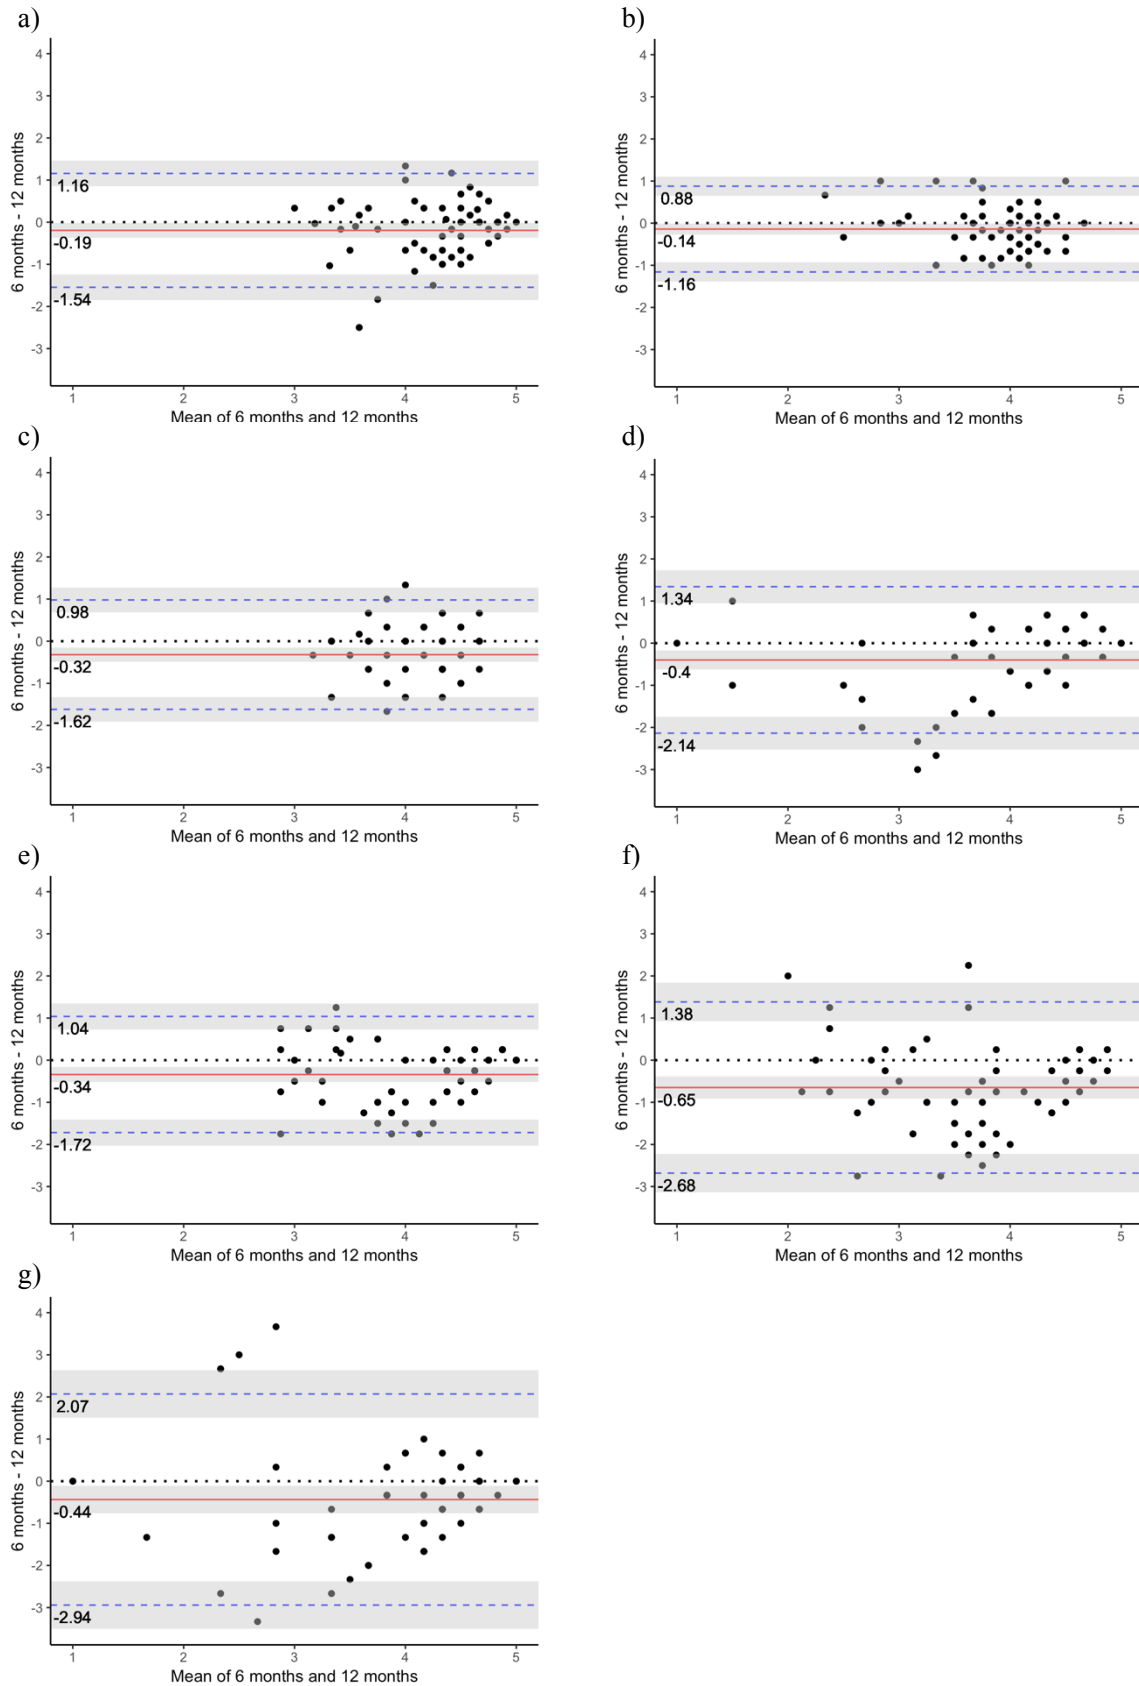 a)
4
3
2
1
0
-1
-2
-3
6 months - 12 months
1.16
-0.19
-1.54
1 2 3 4 5
Mean of 6 months and 12 months
b)
4
3
2
1
0
-1
-2
-3
6 months - 12 months
0.88
-0.14
-1.16
1 2 3 4 5
Mean of 6 months and 12 months
c)
4
3
2
1
0
-1
-2
-3
6 months - 12 months
0.98
-0.32
-1.62
1 2 3 4 5
Mean of 6 months and 12 months
d)
4
3
2
1
0
-1
-2
-3
6 months - 12 months
1.34
-0.4
-2.14
1 2 3 4 5
Mean of 6 months and 12 months
e)
4
3
2
1
0
-1
-2
-3
6 months - 12 months
1.04
-0.34
-1.72
1 2 3 4 5
Mean of 6 months and 12 months
f)
4
3
2
1
0
-1
-2
-3
6 months - 12 months
1.38
-0.65
-2.68
1 2 3 4 5
Mean of 6 months and 12 months
g)
4
3
2
1
0
-1
-2
-3
6 months - 12 months
2.07
-0.44
-2.94
1 2 3 4 5
Mean of 6 months and 12 months